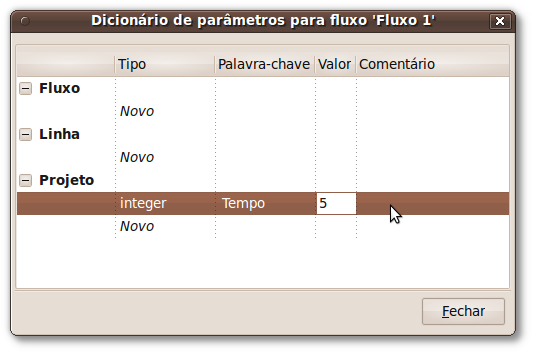 Dicionário de parâmetros para fluxo 'Fluxo 1'
Tipo Palavra-chave Valor Comentário
Fluxo
Novo
Linha
Novo
Projeto
integer Tempo 5
Novo
Fechar